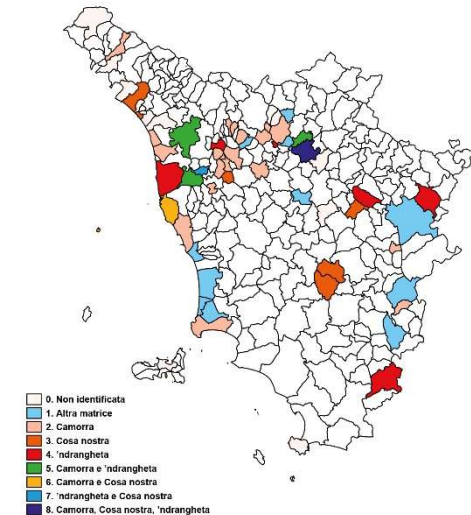 0. Non identificata
1. Altra matrice
2. Camorra
3. Cosa nostra
4. 'ndrangheta
5. Camorra e 'ndrangheta
6. Camorra e Cosa nostra
7. 'ndrangheta e Cosa nostra
8. Camorra, Cosa nostra, 'ndrangheta